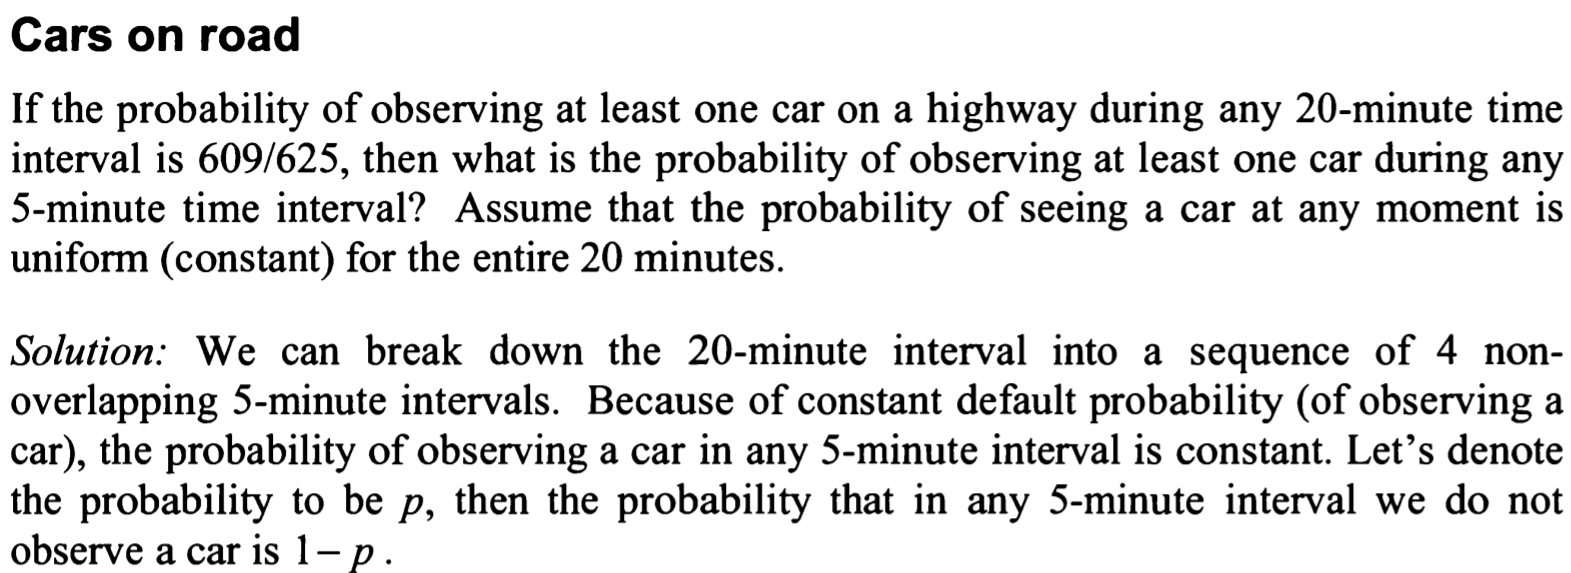 Cars on road
If the probability of observing at least one car on a highway during any 20-minute time
interval is 609/625, then what is the probability of observing at least one car during any
5-minute time interval? Assume that the probability of seeing a car at any moment is
uniform (constant) for the entire 20 minutes.
Solution: We can break down the 20-minute interval into a sequence of 4 non-
overlapping 5-minute intervals. Because of constant default probability (of observing a
car), the probability of observing a car in any 5-minute interval is constant. Let's denote
the probability to be p, then the probability that in any 5-minute interval we do not
observe a car is 1− p .